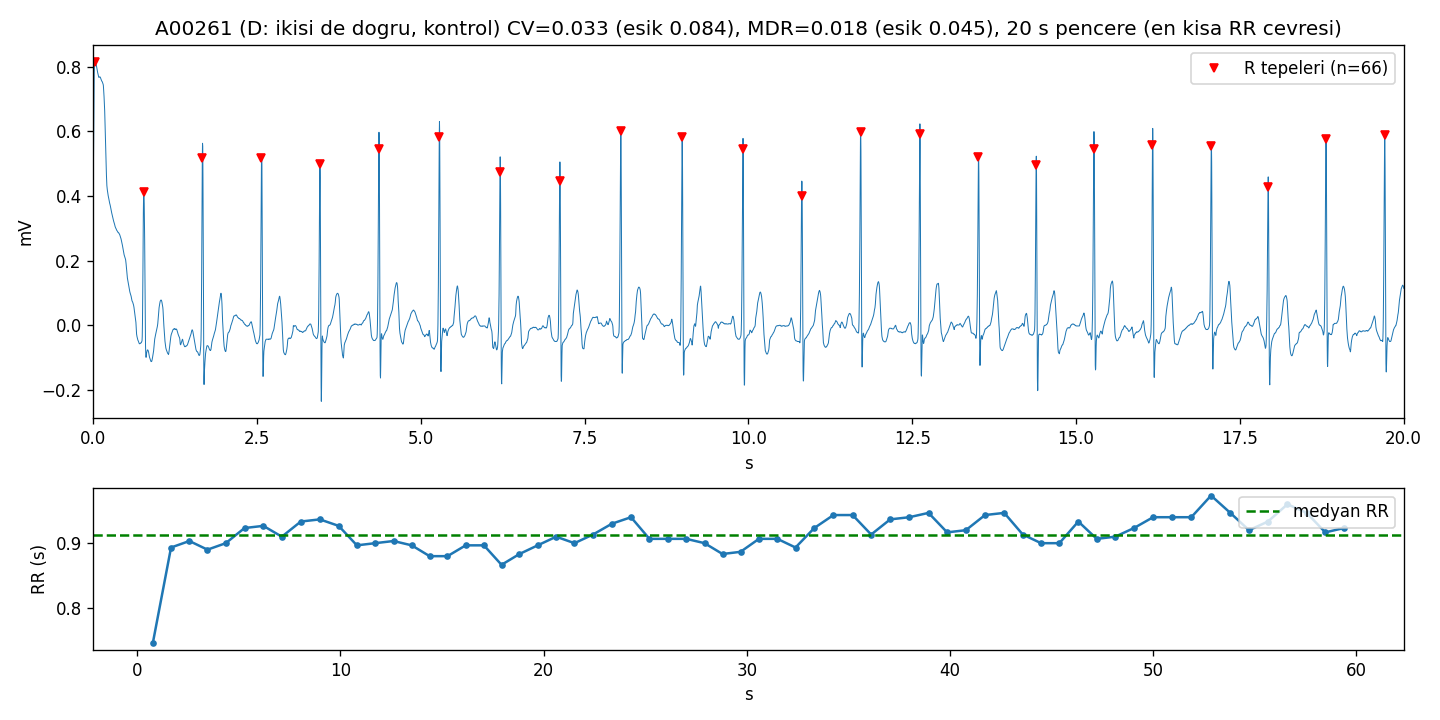 A00261 (D: ikisi de dogru, kontrol) CV=0.033 (esik 0.084), MDR=0.018 (esik 0.045), 20 s pencere (en kisa RR cevresi)
R tepeleri (n=66)
mV
0.8
0.6
0.4
0.2
0.0
−0.2
0.0 2.5 5.0 7.5 10.0 12.5 15.0 17.5 20.0
s
medyan RR
RR (s)
0.9
0.8
0 10 20 30 40 50 60
s